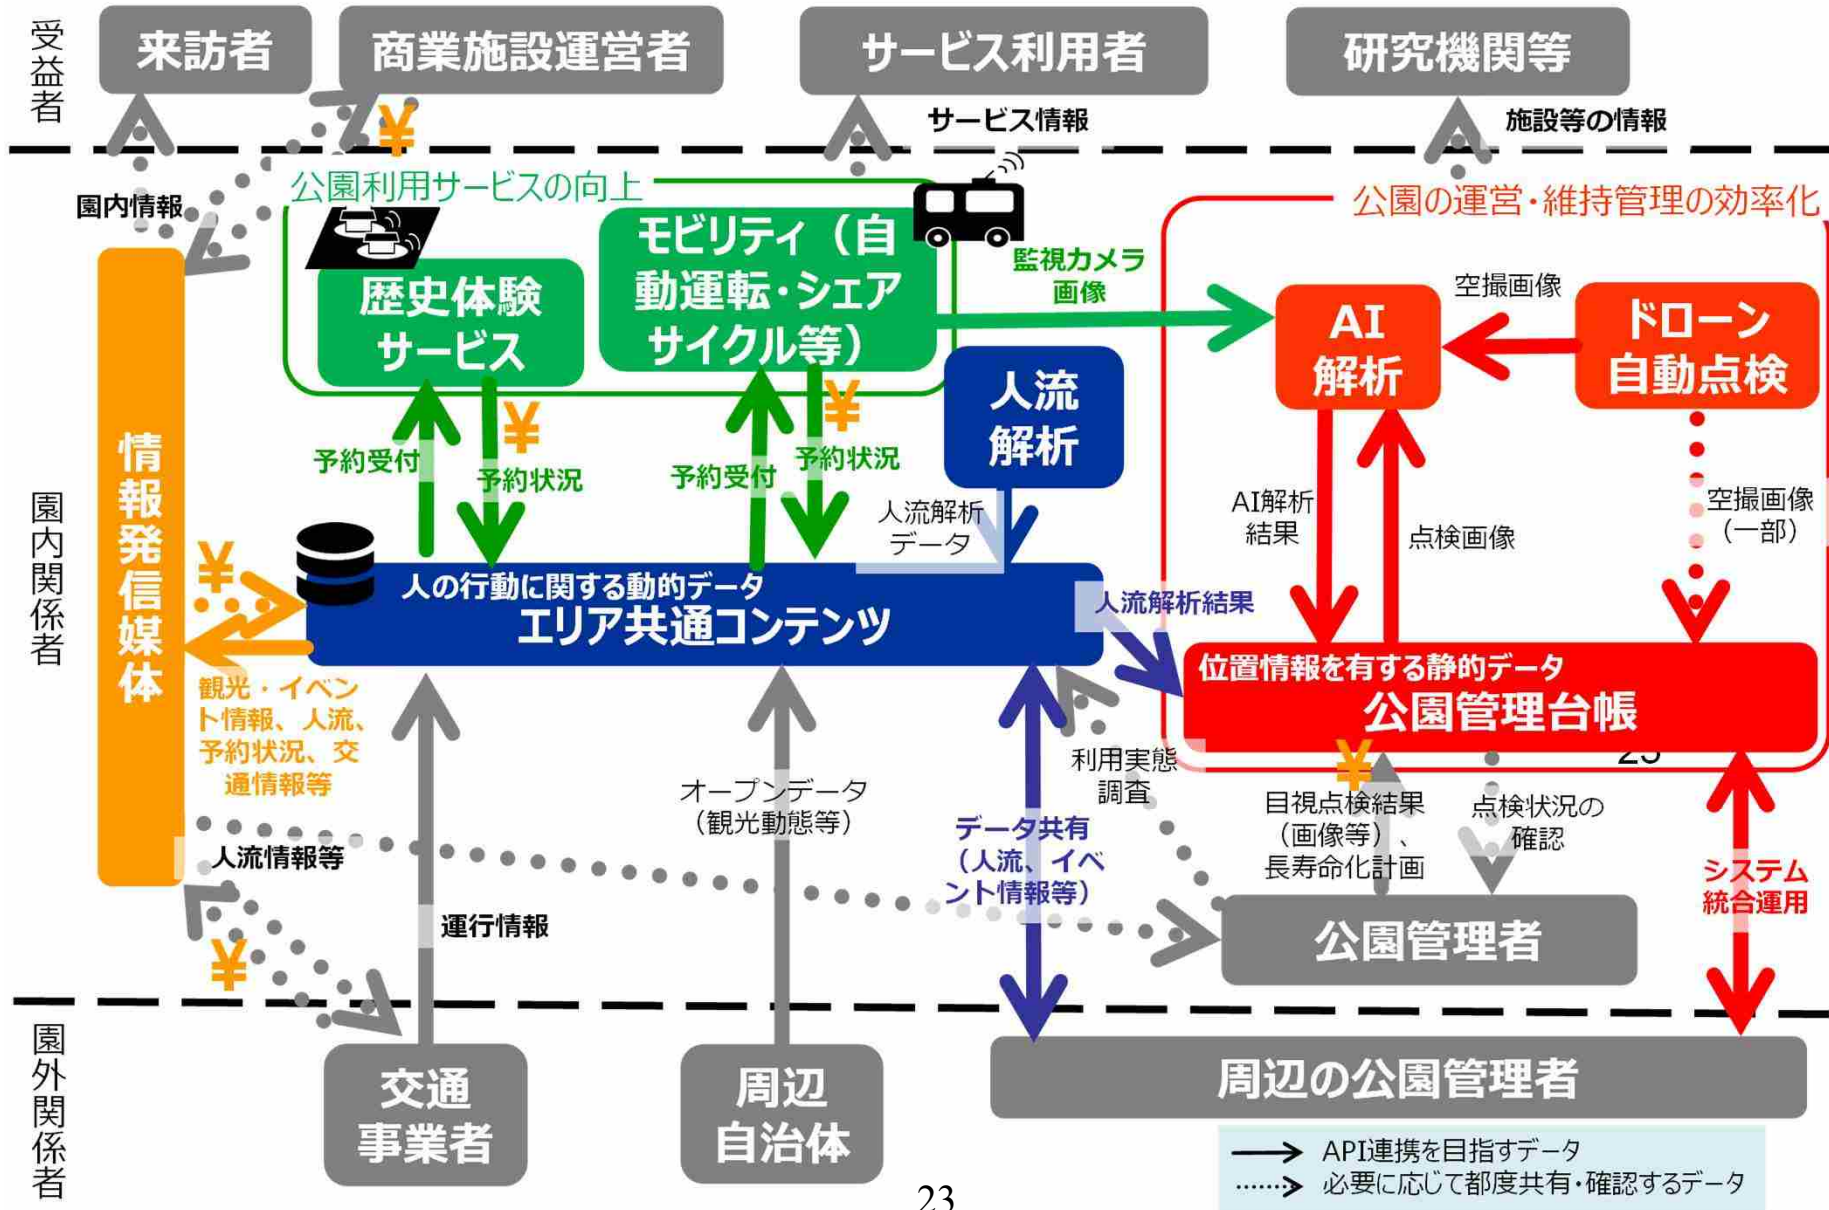 受益者
来訪者
商業施設運営者
サービス利用者
研究機関等
¥
サービス情報
施設等の情報
園内情報
公園利用サービスの向上
公園の運営・維持管理の効率化
歴史体験
サービス
モビリティ（自
動運転・シェア
サイクル等）
監視カメラ
画像
AI
解析
空撮画像
ドローン
自動点検
人流
解析
園内関係者
情報発信媒体
予約受付
¥
予約状況
予約受付
¥
予約状況
人流解析
データ
AI解析
結果
点検画像
空撮画像
（一部）
¥
人の行動に関する動的データ
エリア共通コンテンツ
人流解析結果
位置情報を有する静的データ
公園管理台帳
観光・イベン
ト情報、人流、
予約状況、交
通情報等
人流情報等
¥
運行情報
オープンデータ
（観光動態等）
データ共有
（人流、イベ
ント情報等）
利用実態
調査
¥
目視点検結果
（画像等）、
長寿命化計画
点検状況の
確認
システム
統合運用
公園管理者
園外関係者
交通
事業者
周辺
自治体
周辺の公園管理者
API連携を目指すデータ
必要に応じて都度共有・確認するデータ
23